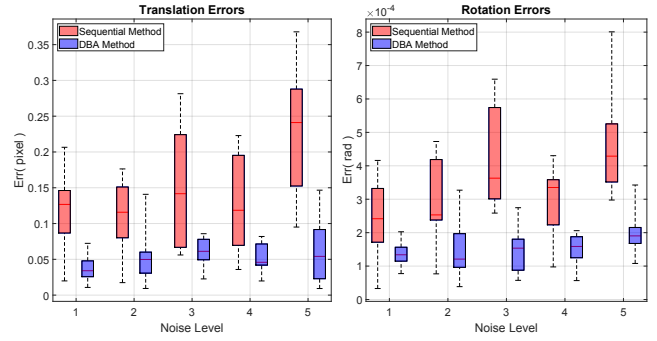 Translation Errors
Sequential Method
DBA Method
0.35
0.3
0.25
0.2
0.15
0.1
0.05
0
Err( pixel )
1 2 3 4 5
Noise Level
Rotation Errors
8 ×10⁻⁴
Sequential Method
DBA Method
7
6
5
4
3
2
1
0
Err( rad )
1 2 3 4 5
Noise Level